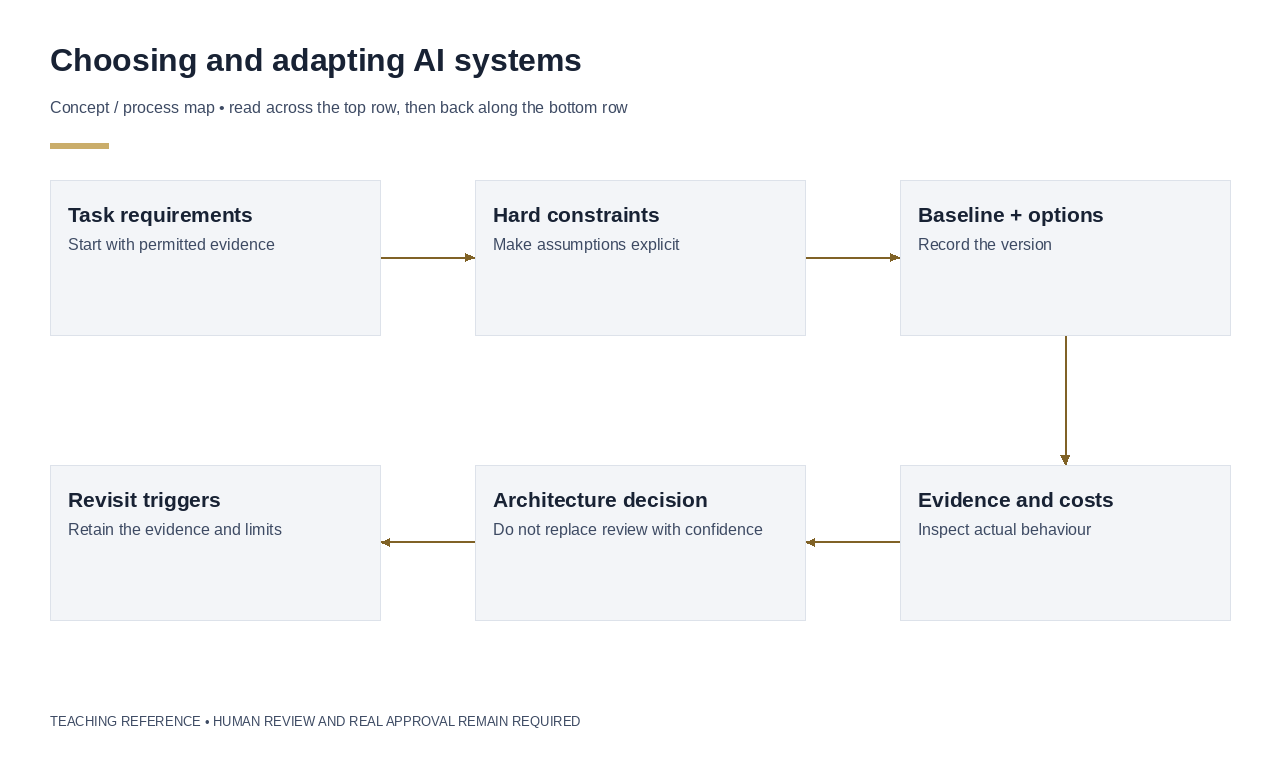 Choosing and adapting AI systems
Concept / process map • read across the top row, then back along the bottom row
Task requirements
Start with permitted evidence
Hard constraints
Make assumptions explicit
Baseline + options
Record the version
Evidence and costs
Inspect actual behaviour
Architecture decision
Do not replace review with confidence
Revisit triggers
Retain the evidence and limits
TEACHING REFERENCE • HUMAN REVIEW AND REAL APPROVAL REMAIN REQUIRED